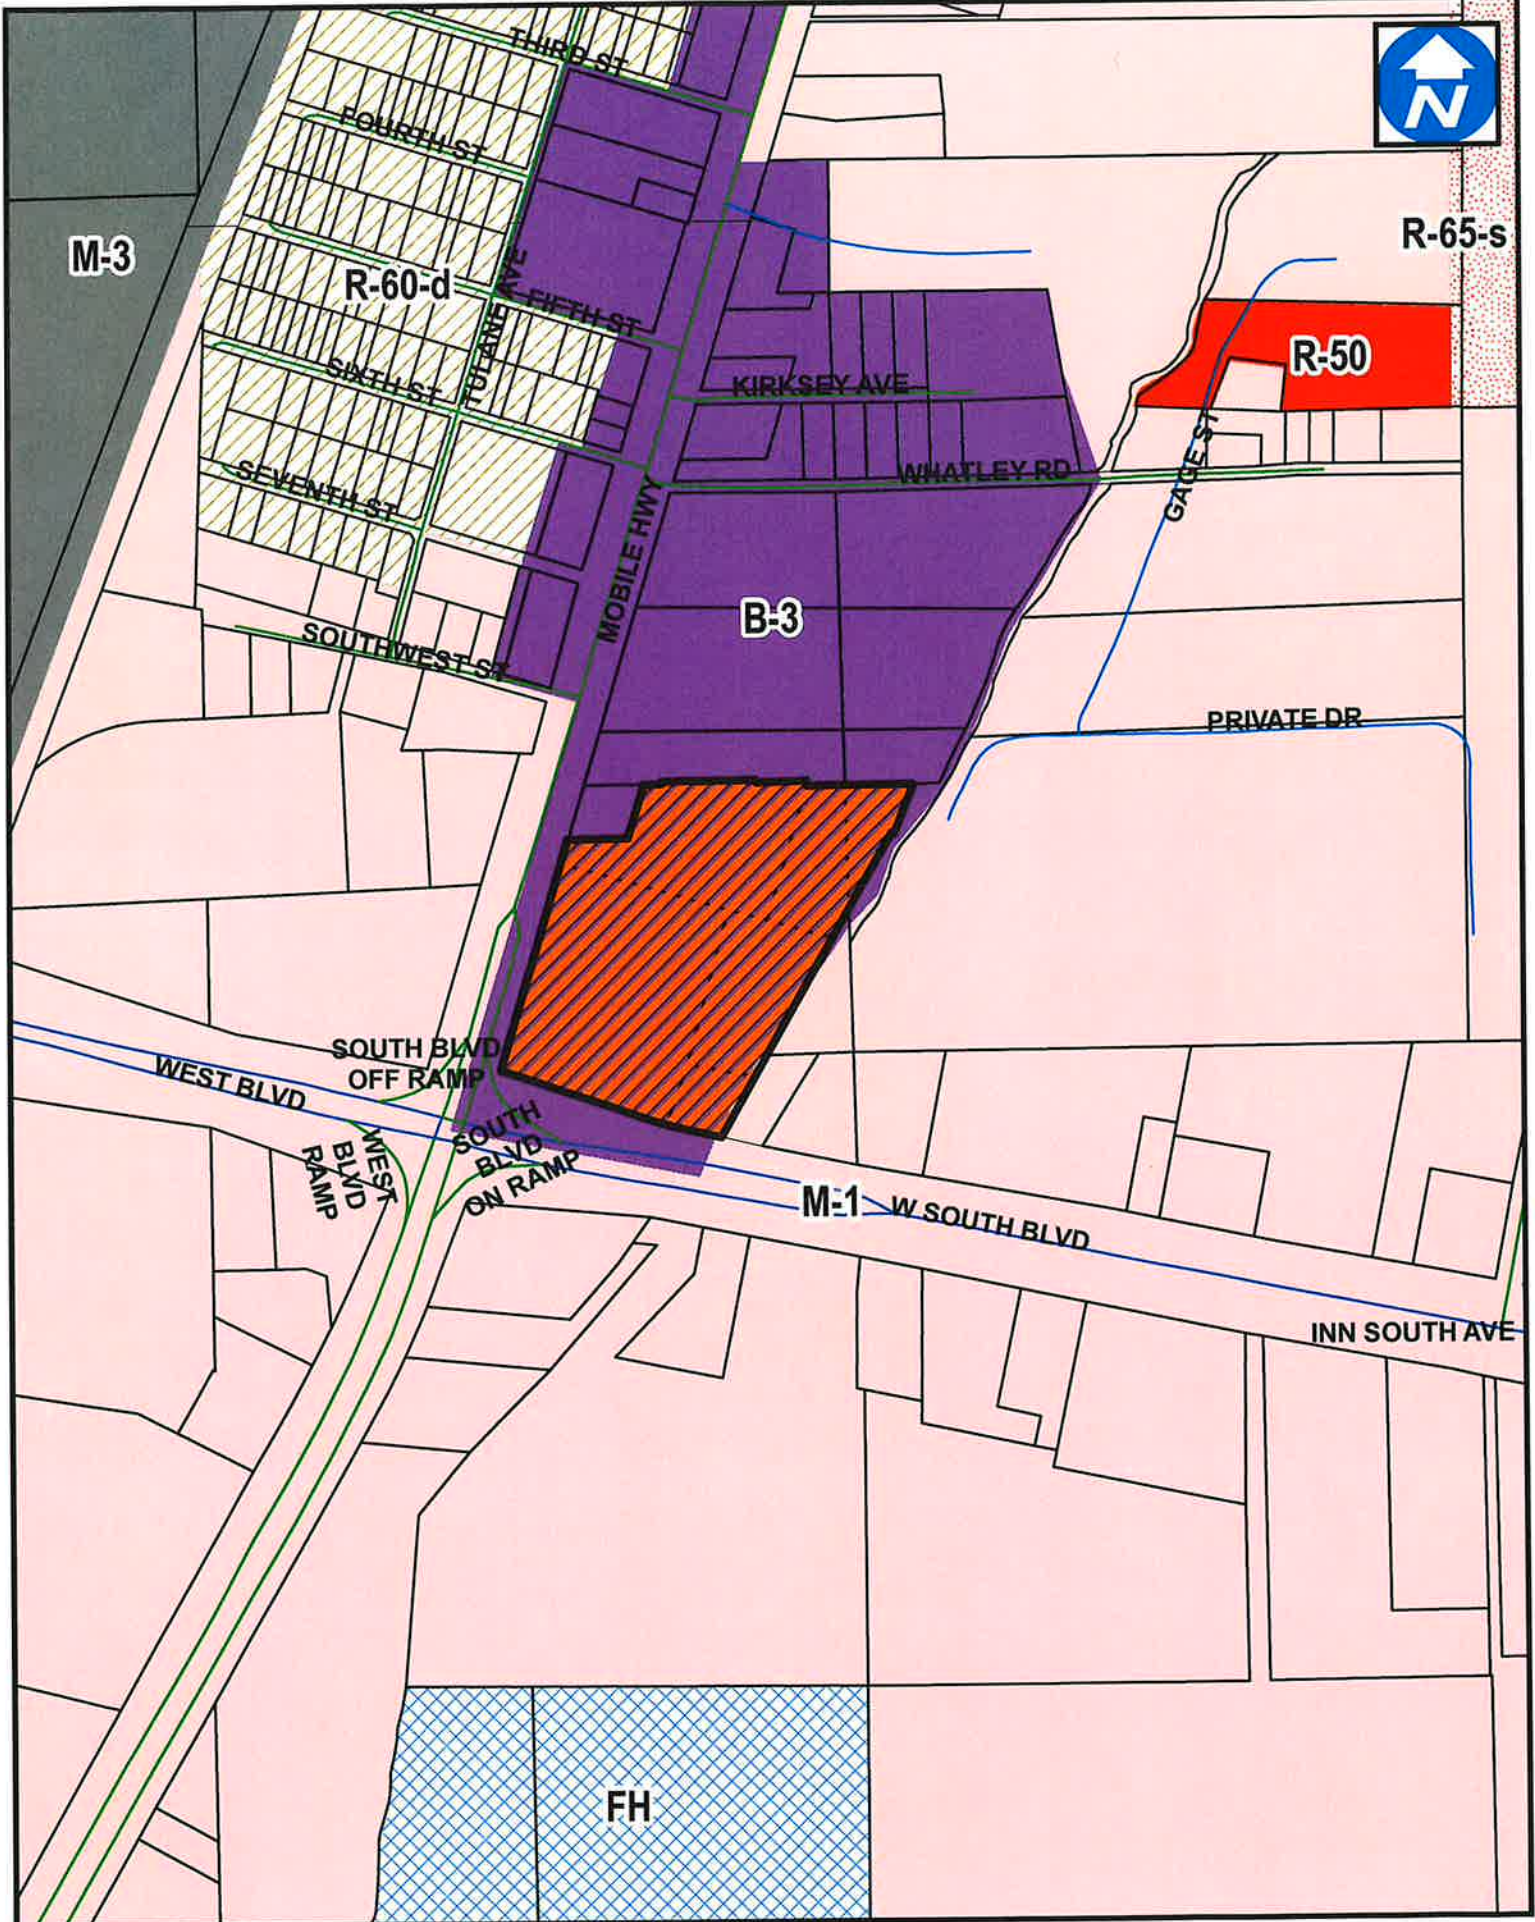 THIRD ST
N
FOURTH ST
R-65-s
M-3
R-60-d
TULANE AVE
FIFTH ST
R-50
SIXTH ST
KIRKSEY AVE
GAGE ST
WHATLEY RD
SEVENTH ST
MOBILE HWY
B-3
SOUTHWEST ST
PRIVATE DR
SOUTH BLVD
OFF RAMP
WEST BLVD
WEST
BLVD
RAMP
SOUTH
BLVD
ON RAMP
M-1
W SOUTH BLVD
INN SOUTH AVE
FH